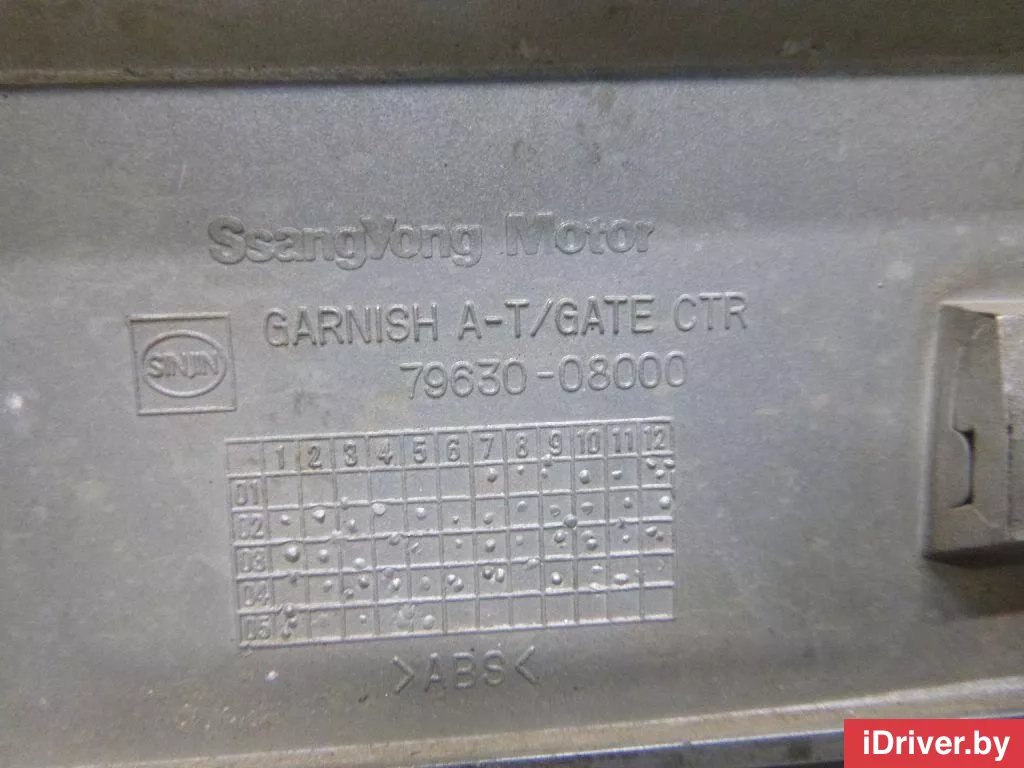 SsangYong Motor
GARNISH A-T/GATE CTR
SINJIN
79630-08000
1 2 3 4 5 6 7 8 9 10 11 12
01
02
03
04
05
>ABS<
iDriver.by